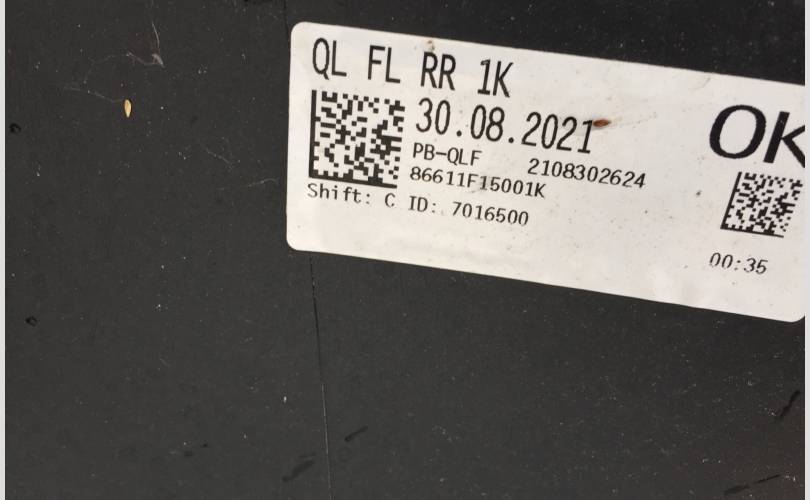 QL FL RR 1K
30.08.2021
PB-QLF 2108302624
86611F15001K
Shift: C ID: 7016500
OK
00:35